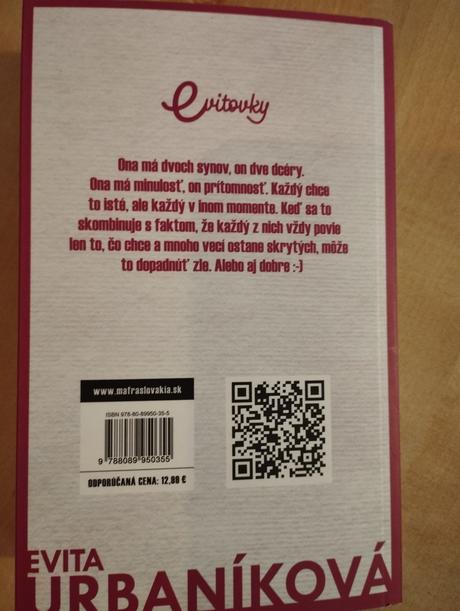 evitovky
Ona má dvoch synov, on dve dcéry.
Ona má minulosť, on prítomnosť. Každý chce
to isté, ale každý v inom momente. Keď sa to
skombinuje s faktom, že každý z nich vždy povie
len to, čo chce a mnoho vecí ostane skrytých, môže
to dopadnúť zle. Alebo aj dobre :-)
www.mafraslovakia.sk
ISBN 978-80-89950-35-5
9 788089 950355
ODPORÚČANÁ CENA: 12,99 €
EVITA
URBANÍKOVÁ